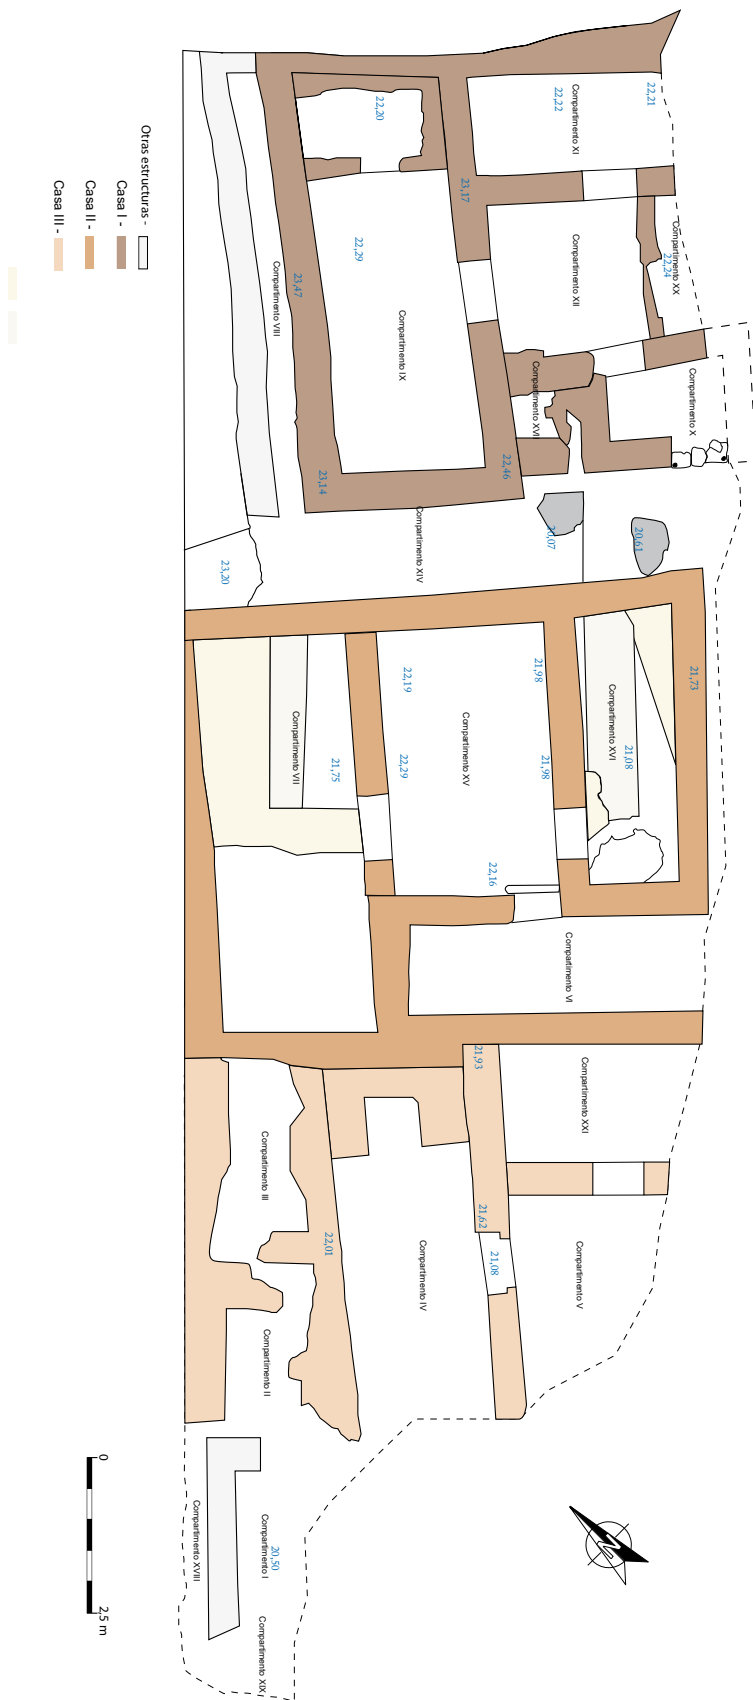 Otras estructuras -
Casa I -
Casa II -
Casa III -
22,21
Compartimento XI
22,22
22,20
23,17
Compartimento XX
22,24
Compartimento XII
22,29
Compartimento VIII
23,47
Compartimento IX
Compartimento X
Compartimento XVII
22,46
23,14
20,61
20,07
Compartimento XIV
23,20
21,73
21,98
22,19
Compartimento XVI
21,08
Compartimento XV
Compartimento VII
21,98
22,29
21,75
22,16
Compartimento VI
21,93
Compartimento XXI
Compartimento III
21,62
22,01
21,08
Compartimento V
Compartimento IV
Compartimento II
N
Compartimento I
20,50
Compartimento XVIII
Compartimento XIX
0
2,5 m